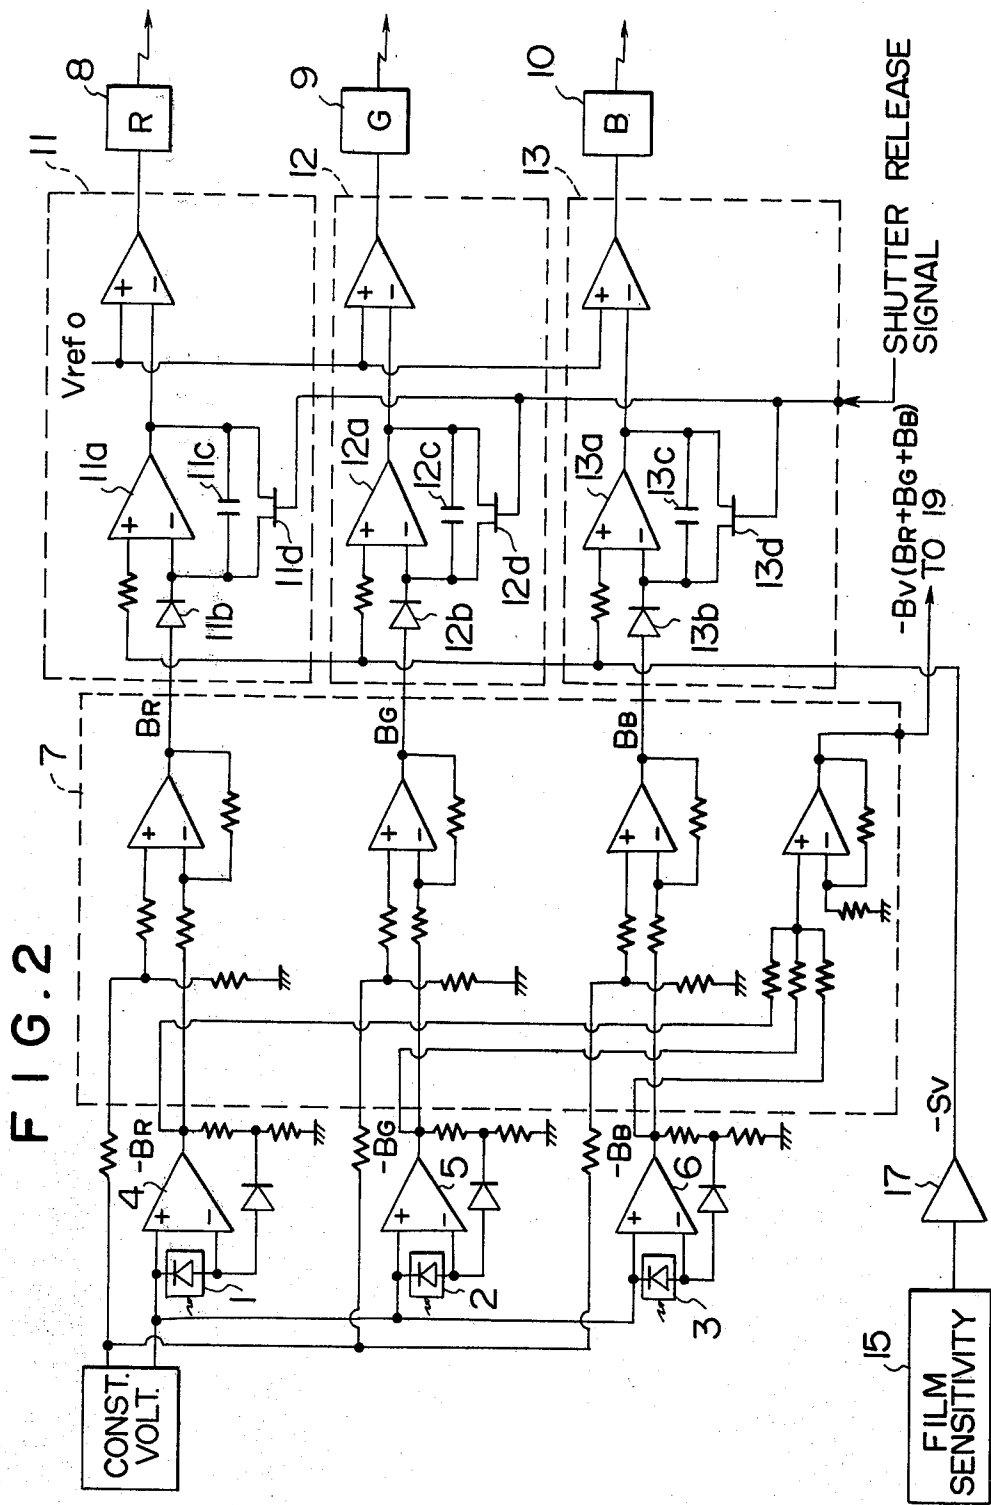 FIG.2
CONST.
VOLT.
1
2
3
4
5
6
-BR
-BG
-BB
7
BR
BG
BB
FILM
SENSITIVITY
15
17
-SV
-BV(BR+BG+BB)
TO 19
11
11a
11b
11c
11d
12
12a
12b
12c
12d
13
13a
13b
13c
13d
Vref o
+
-
+
-
+
-
+
-
+
-
+
-
+
-
+
-
+
-
+
-
+
-
+
-
+
-
R
8
G
9
B
10
SHUTTER RELEASE
SIGNAL